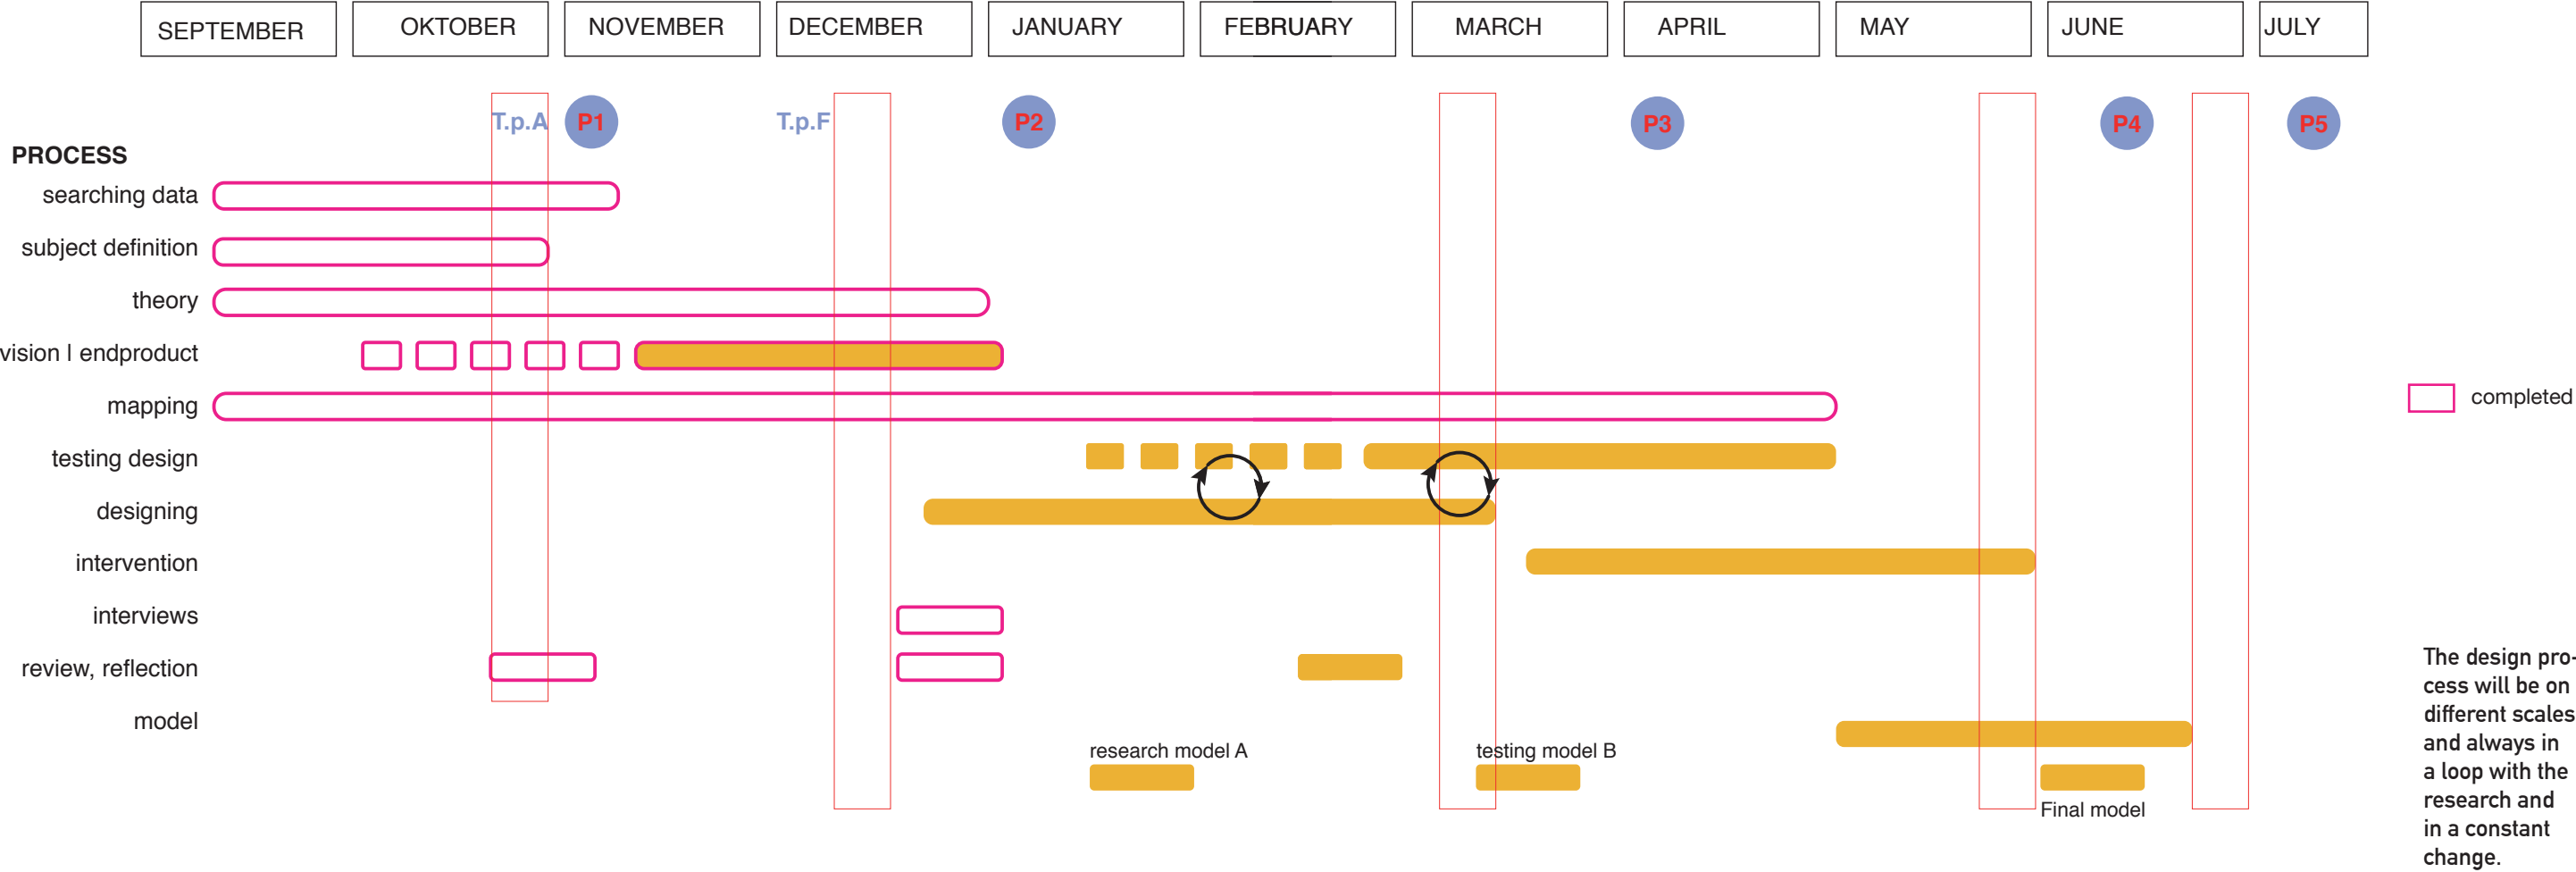 SEPTEMBER
OKTOBER
NOVEMBER
DECEMBER
JANUARY
FEBRUARY
MARCH
APRIL
MAY
JUNE
JULY
T.p.A
P1
T.p.F
P2
P3
P4
P5
PROCESS
searching data
subject definition
theory
vision | endproduct
mapping
completed
testing design
designing
intervention
interviews
review, reflection
model
research model A
testing model B
Final model
The design pro-
cess will be on
different scales
and always in
a loop with the
research and
in a constant
change.